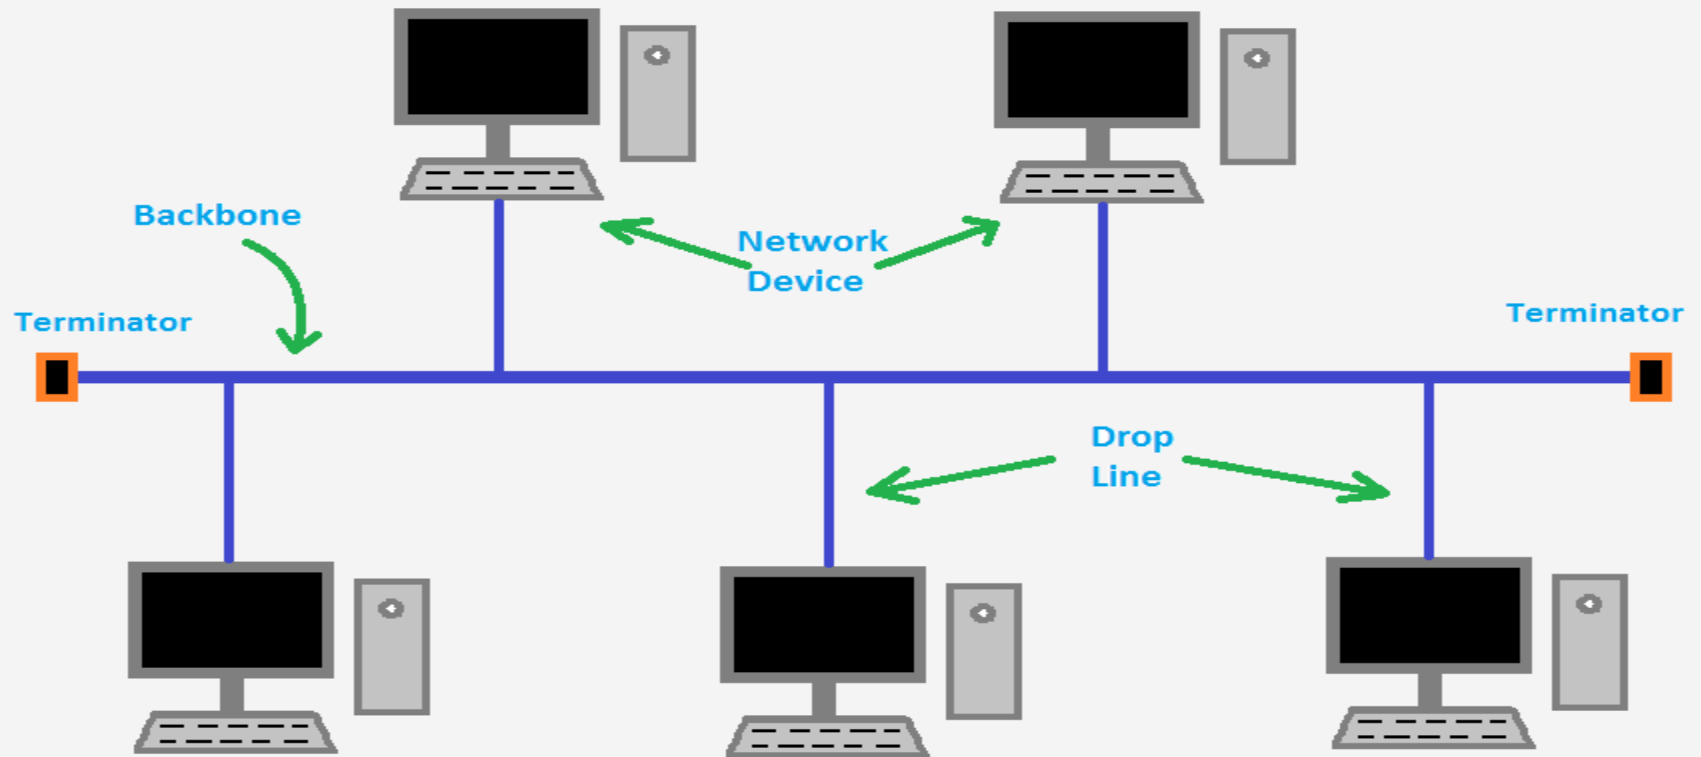 Backbone
Network
Device
Terminator
Terminator
Drop
Line